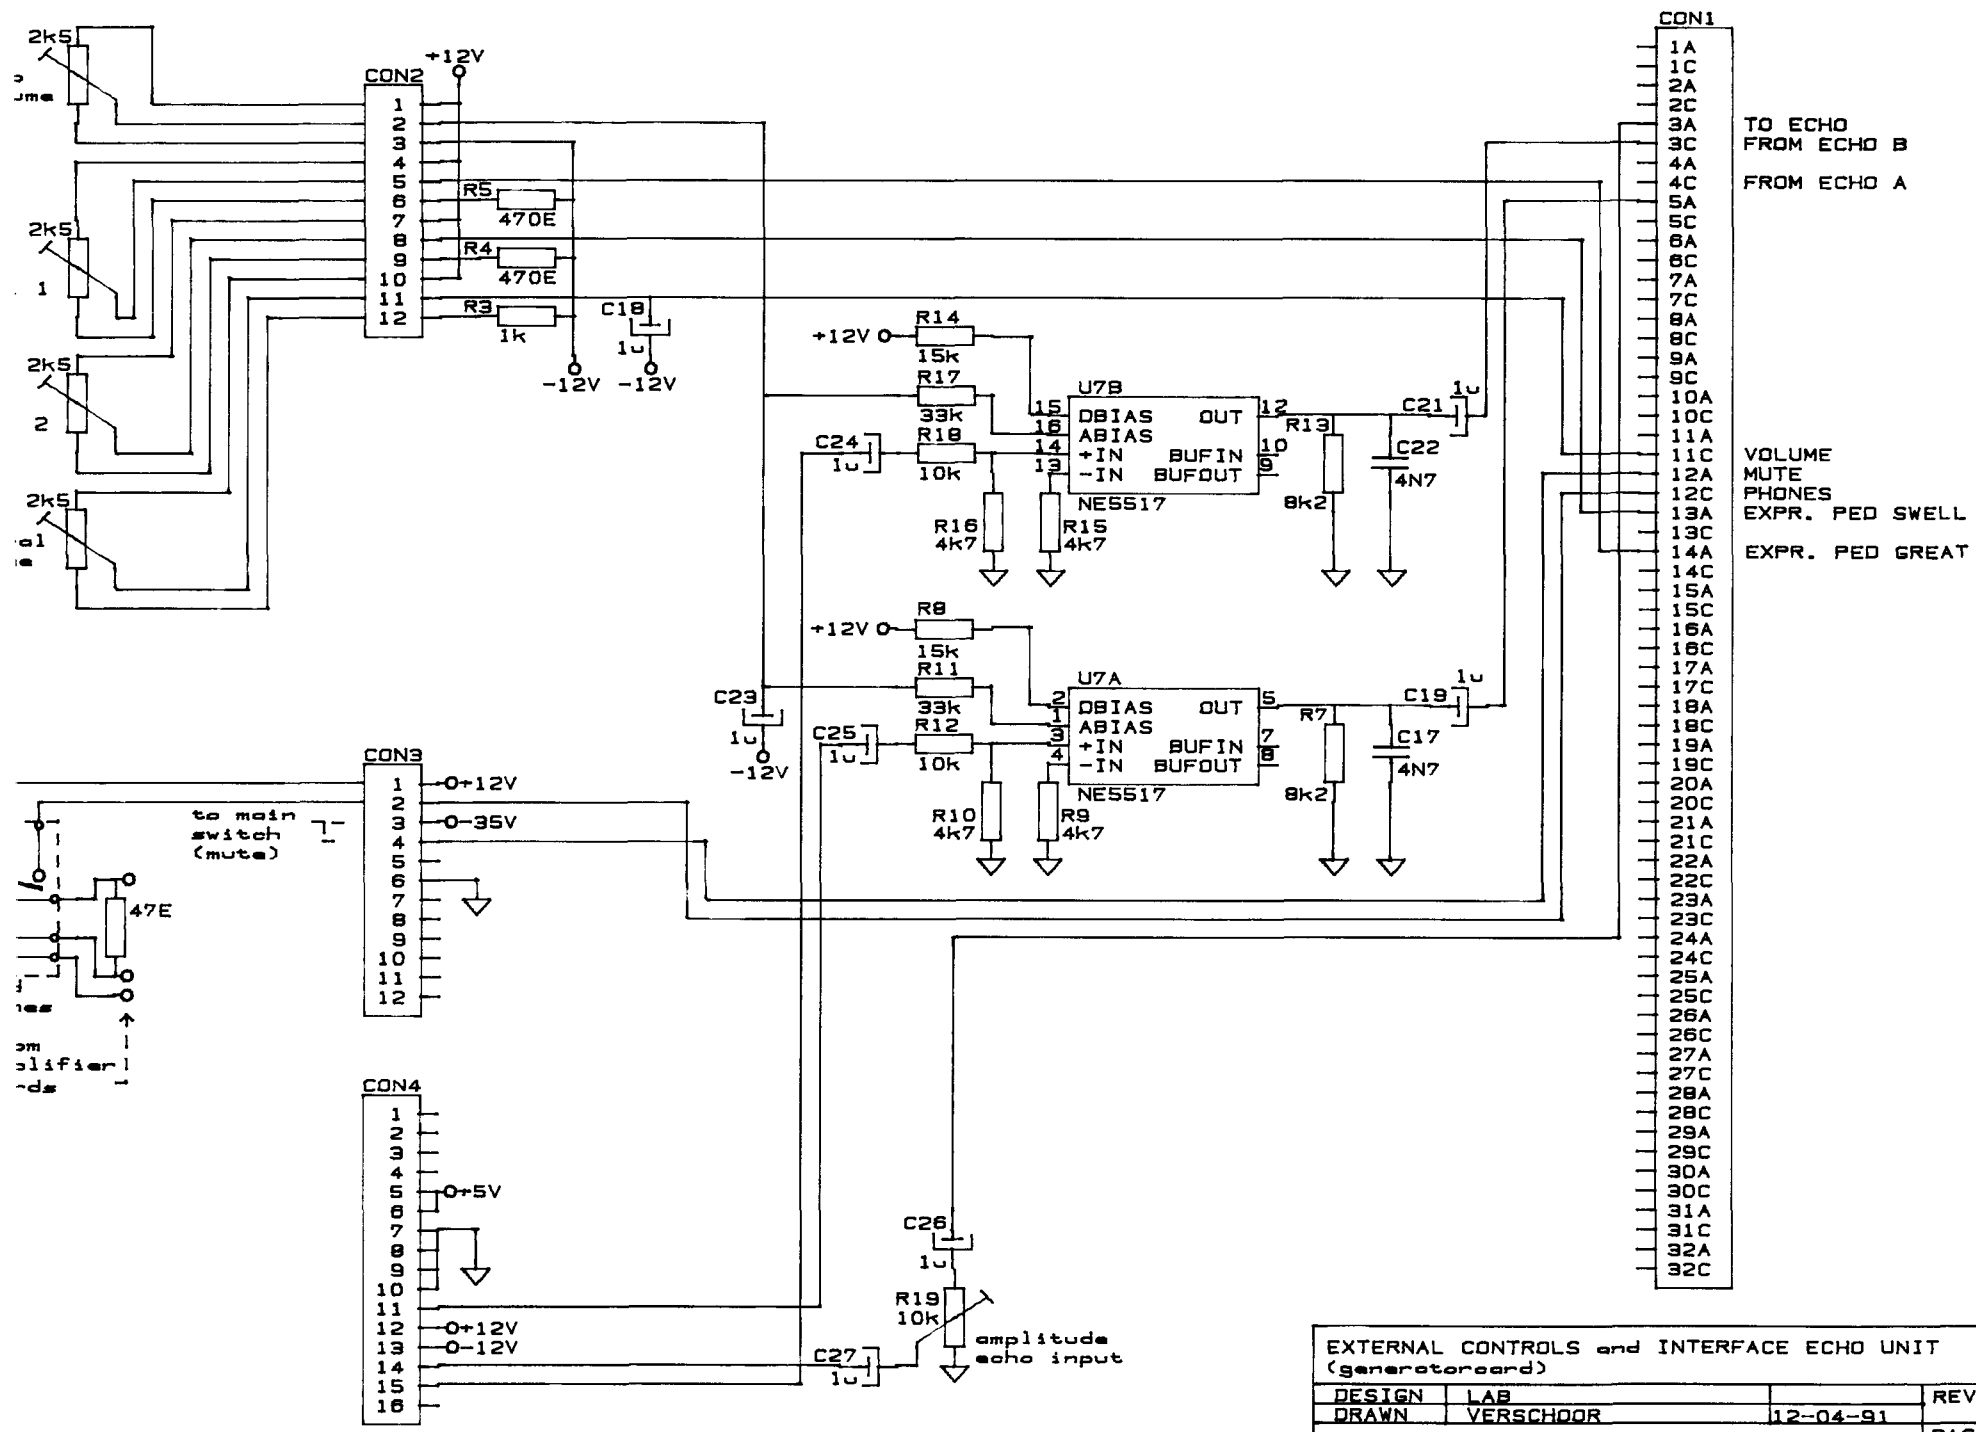 CON1
1A
1C
2A
2C
3A TO ECHO
3C FROM ECHO B
4A
4C FROM ECHO A
5A
5C
6A
6C
7A
7C
8A
8C
9A
9C
10A
10C
11A
11C VOLUME
12A MUTE
12C PHONES
13A EXPR. PED SWELL
13C
14A EXPR. PED GREAT
14C
15A
15C
16A
16C
17A
17C
18A
18C
19A
19C
20A
20C
21A
21C
22A
22C
23A
23C
24A
24C
25A
25C
26A
26C
27A
27C
28A
28C
29A
29C
30A
30C
31A
31C
32A
32C
2k5
2k5
1
2k5
2
2k5
+12V
CON2
1
2
3
4
5
6
7
8
9
10
11
12
R5
470E
R4
470E
R3
1k
-12V
C18
1u
-12V
+12V
R14
15k
R17
33k
C24
1u
R18
10k
R16
4k7
R15
4k7
U7B
15 DBIAS OUT 12
16 ABIAS
14 +IN BUFIN 10
13 -IN BUFOUT 9
NE5517
R13
8k2
C22
4N7
C21
1u
+12V
R8
15k
R11
33k
C23
1u
-12V
C25
1u
R12
10k
R10
4k7
R9
4k7
U7A
2 DBIAS OUT 5
1 ABIAS
3 +IN BUFIN 7
4 -IN BUFOUT 8
NE5517
R7
8k2
C17
4N7
C19
1u
CON3
1 +12V
2
3 -35V
4
5
6
7
8
9
10
11
12
to main
switch
(mute)
47E
CON4
1
2
3
4
5 +5V
6
7
8
9
10
11
12 +12V
13 -12V
14
15
16
C26
1u
R19
10k
amplitude
echo input
C27
1u
EXTERNAL CONTROLS and INTERFACE ECHO UNIT
(generatorcard)
DESIGN LAB REV
DRAWN VERSCHOOR 12-04-91